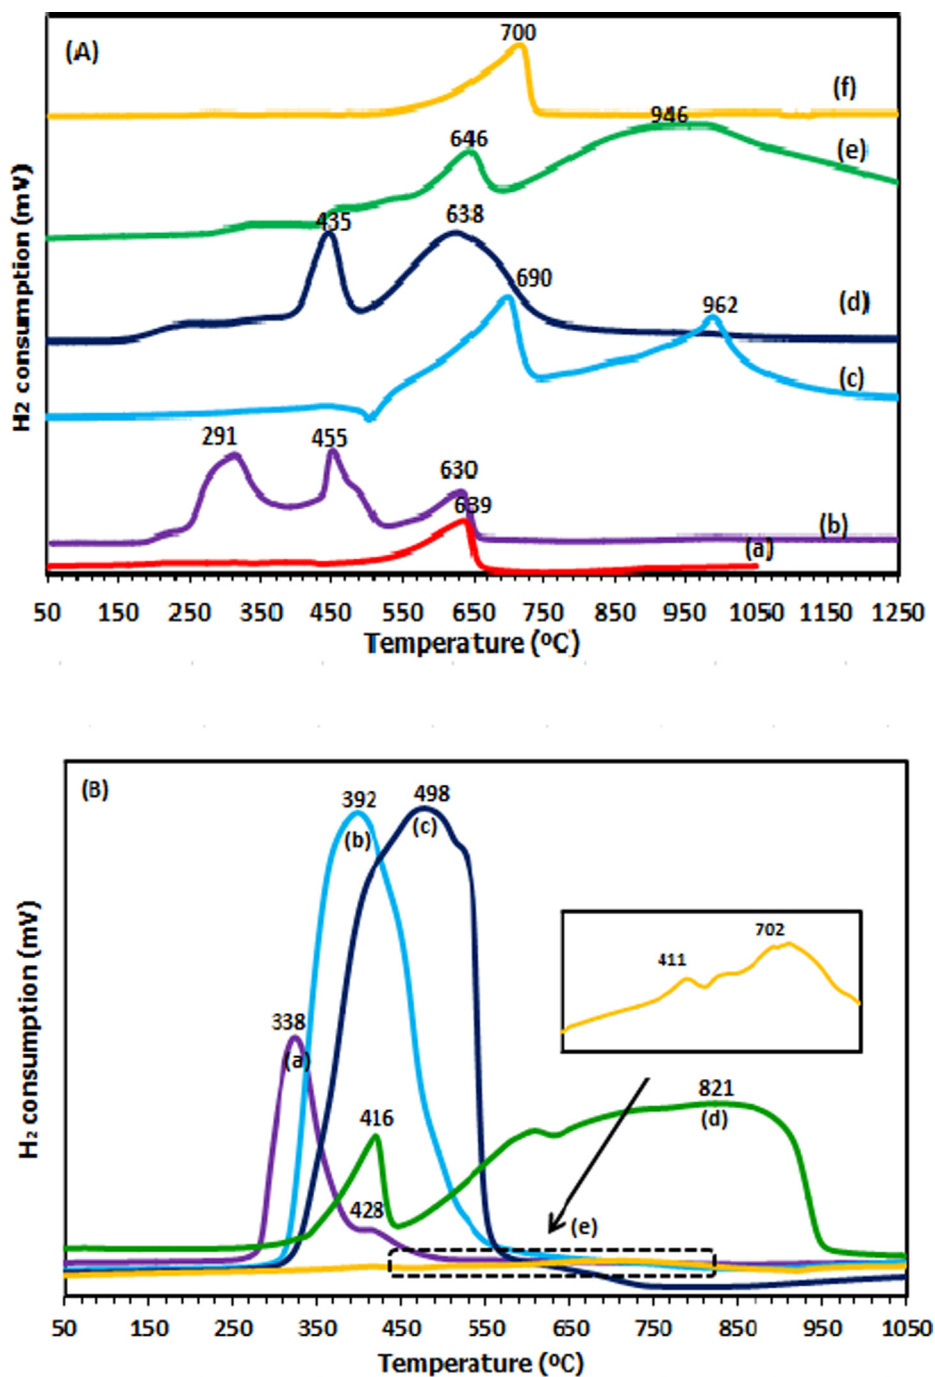 (A)
700
(f)
946
646
(e)
435
638
690
(d)
962
(c)
291
455
630
639
(b)
(a)
H2 consumption (mV)
50 150 250 350 450 550 650 750 850 950 1050 1150 1250
Temperature (ºC)
(B)
392
498
(b)
(c)
702
411
338
(a)
821
416
(d)
428
(e)
H2 consumption (mV)
50 150 250 350 450 550 650 750 850 950 1050
Temperature (ºC)